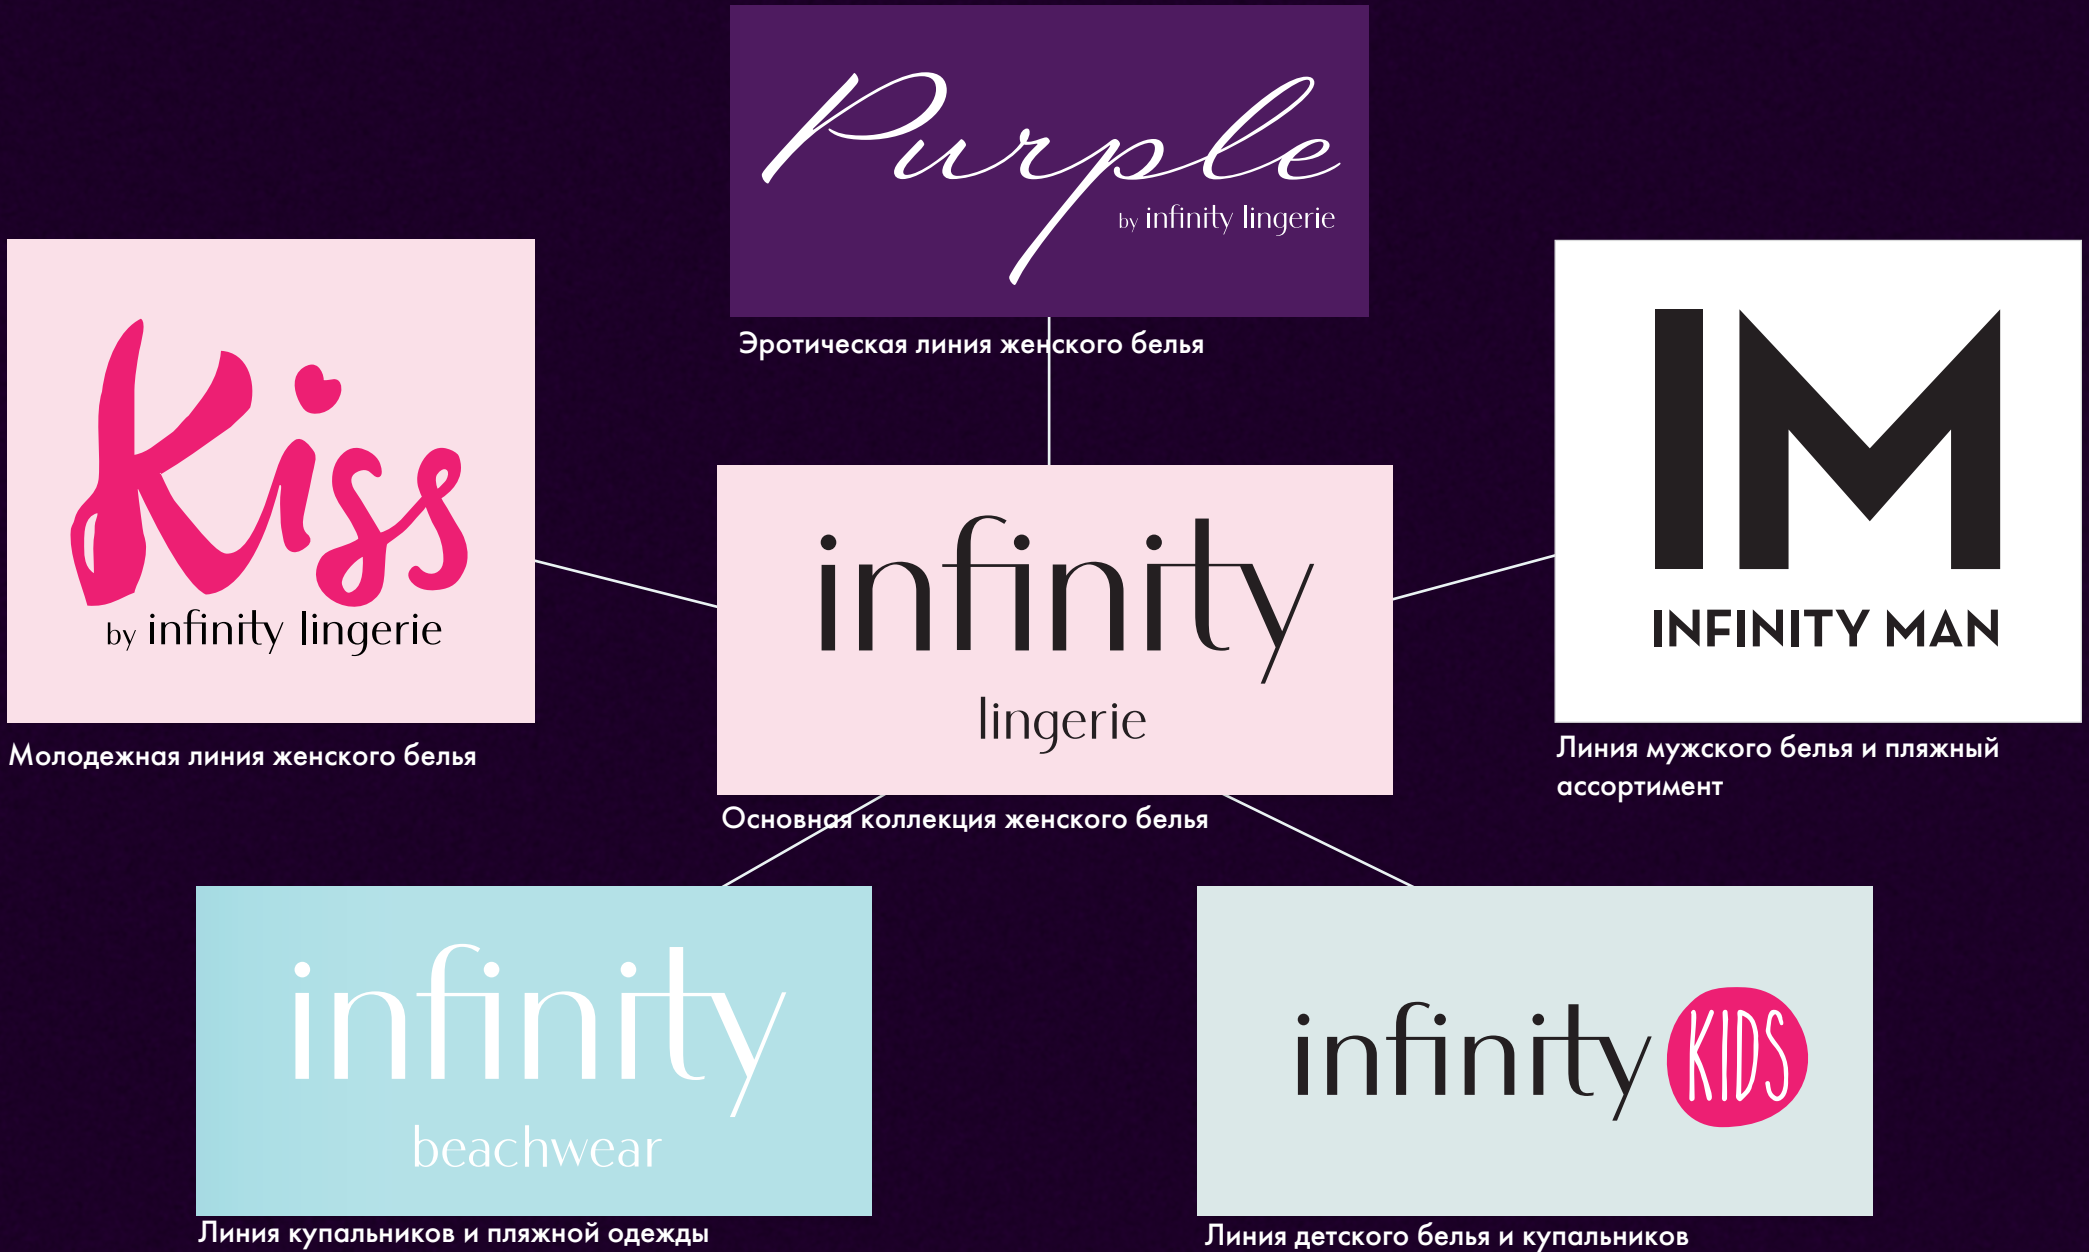 Purple
by infinity lingerie
Эротическая линия женского белья
Kiss
by infinity lingerie
Молодежная линия женского белья
infinity
lingerie
Основная коллекция женского белья
IM
INFINITY MAN
Линия мужского белья и пляжный
ассортимент
infinity
beachwear
Линия купальников и пляжной одежды
infinity KIDS
Линия детского белья и купальников